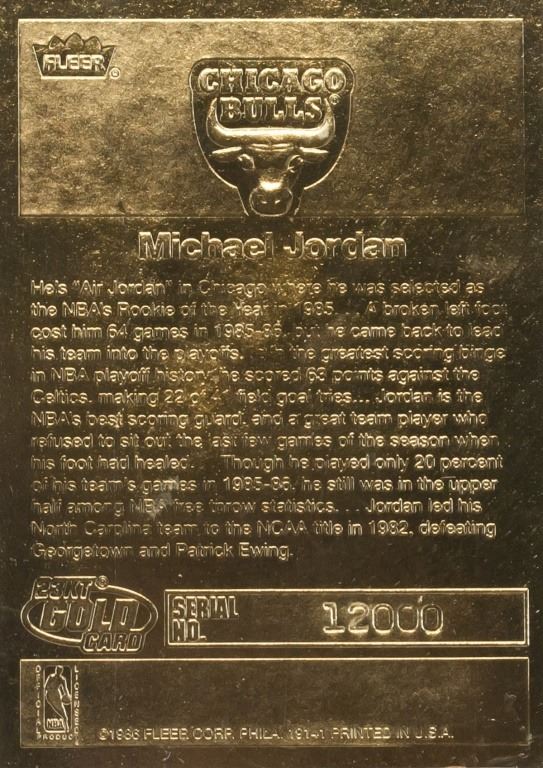 FLEER
CHICAGO
BULLS
Michael Jordan
He's "Air Jordan" in Chicago where he was selected as
the NBA's Rookie of the Year in 1985. . . A broken left foot
cost him 64 games in 1985-86, but he came back to lead
his team into the playoffs. the greatest scoring binge
in NBA playoff history he scored 63 points against the
Celtics, making 22 of 41 field goal tries... Jordan is the
NBA's best scoring guard, and a great team player who
refused to sit out the last few games of the season when
his foot had healed. . . Though he played only 20 percent
of his team's games in 1985-86, he still was in the upper
half among NBA free trow statistics. . . Jordan led his
North Carolina team to the NCAA title in 1982, defeating
Georgetown and Patrick Ewing.
23KT®
GOLD
CARD
SERIAL
NO.
12000
OFFICIAL
NBA
PRODUCT
LICENSED
©1986 FLEER CORP. PHILA. 19141 PRINTED IN U.S.A.